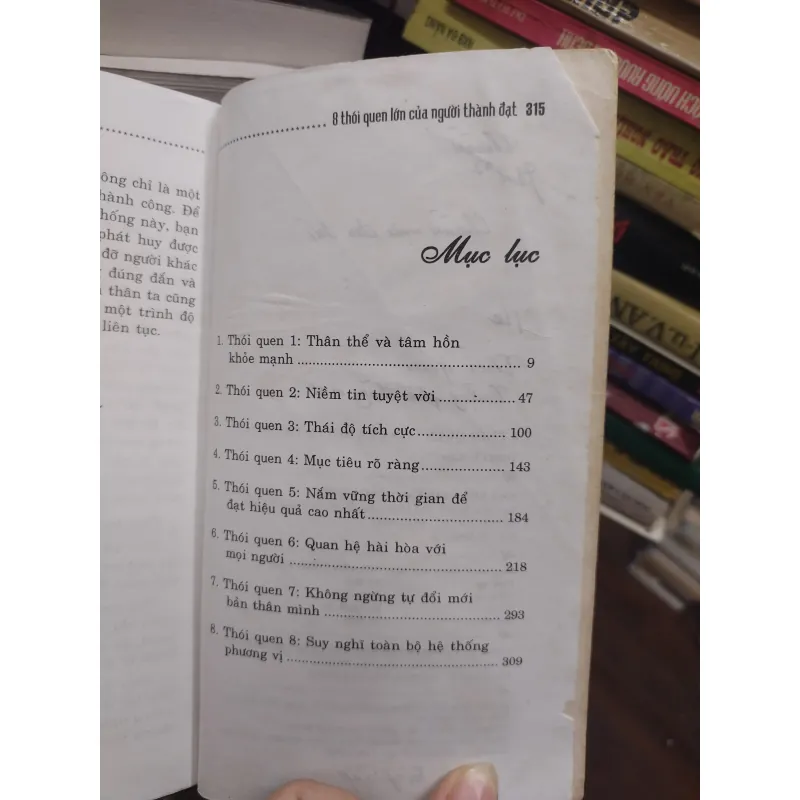 8 thói quen lớn của người thành đạt 315
ông chỉ là một
hành công. Để
hống này, bạn
phát huy được
đỡ người khác
đúng đắn và
thân ta cũng
một trình độ
liên tục.
Mục lục
1. Thói quen 1: Thân thể và tâm hồn
khỏe mạnh ........ 9
2. Thói quen 2: Niềm tin tuyệt vời ........ 47
3. Thói quen 3: Thái độ tích cực ........ 100
4. Thói quen 4: Mục tiêu rõ ràng ........ 143
5. Thói quen 5: Nắm vững thời gian để
đạt hiệu quả cao nhất ........ 184
6. Thói quen 6: Quan hệ hài hòa với
mọi người ........ 218
7. Thói quen 7: Không ngừng tự đổi mới
bản thân mình ........ 293
8. Thói quen 8: Suy nghĩ toàn bộ hệ thống
phương vị ........ 309